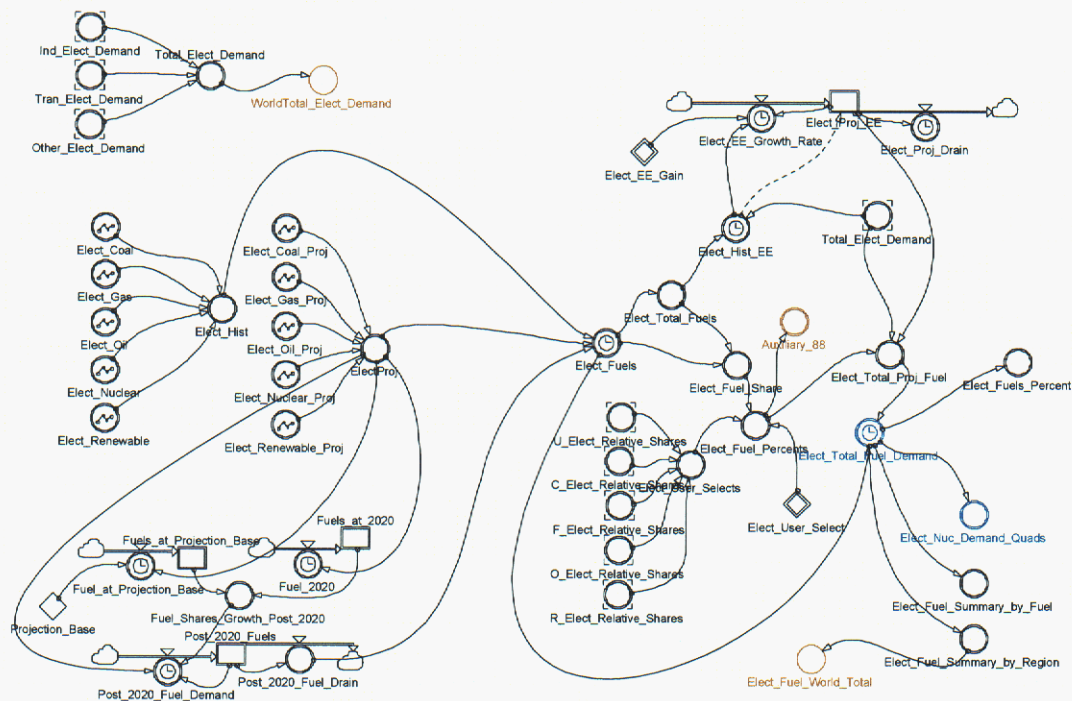 Ind_Elect_Demand
Total_Elect_Demand
Tran_Elect_Demand
WorldTotal_Elect_Demand
Other_Elect_Demand
Elect_Proj_EE
Elect_EE_Growth_Rate
Elect_Proj_Drain
Elect_EE_Gain
Elect_Coal
Elect_Coal_Proj
Total_Elect_Demand
Elect_Hist_EE
Elect_Gas
Elect_Gas_Proj
Elect_Hist
Elect_Total_Fuels
Elect_Oil
Elect_Oil_Proj
ElectProj
Elect_Fuels
Auxiliary_88
Elect_Total_Proj_Fuel
Elect_Fuel_Share
Elect_Fuels_Percent
Elect_Nuclear
Elect_Nuclear_Proj
Elect_Renewable
Elect_Renewable_Proj
U_Elect_Relative_Shares
Elect_Fuel_Percents
Elect_Total_Fuel_Demand
C_Elect_Relative_Shares
Elect_User_Selects
F_Elect_Relative_Shares
Elect_User_Select
Elect_Nuc_Demand_Quads
O_Elect_Relative_Shares
R_Elect_Relative_Shares
Elect_Fuel_Summary_by_Fuel
Elect_Fuel_Summary_by_Region
Elect_Fuel_World_Total
Fuels_at_2020
Fuels_at_Projection_Base
Fuel_at_Projection_Base
Fuel_2020
Projection_Base
Fuel_Shares_Growth_Post_2020
Post_2020_Fuels
Post_2020_Fuel_Demand
Post_2020_Fuel_Drain